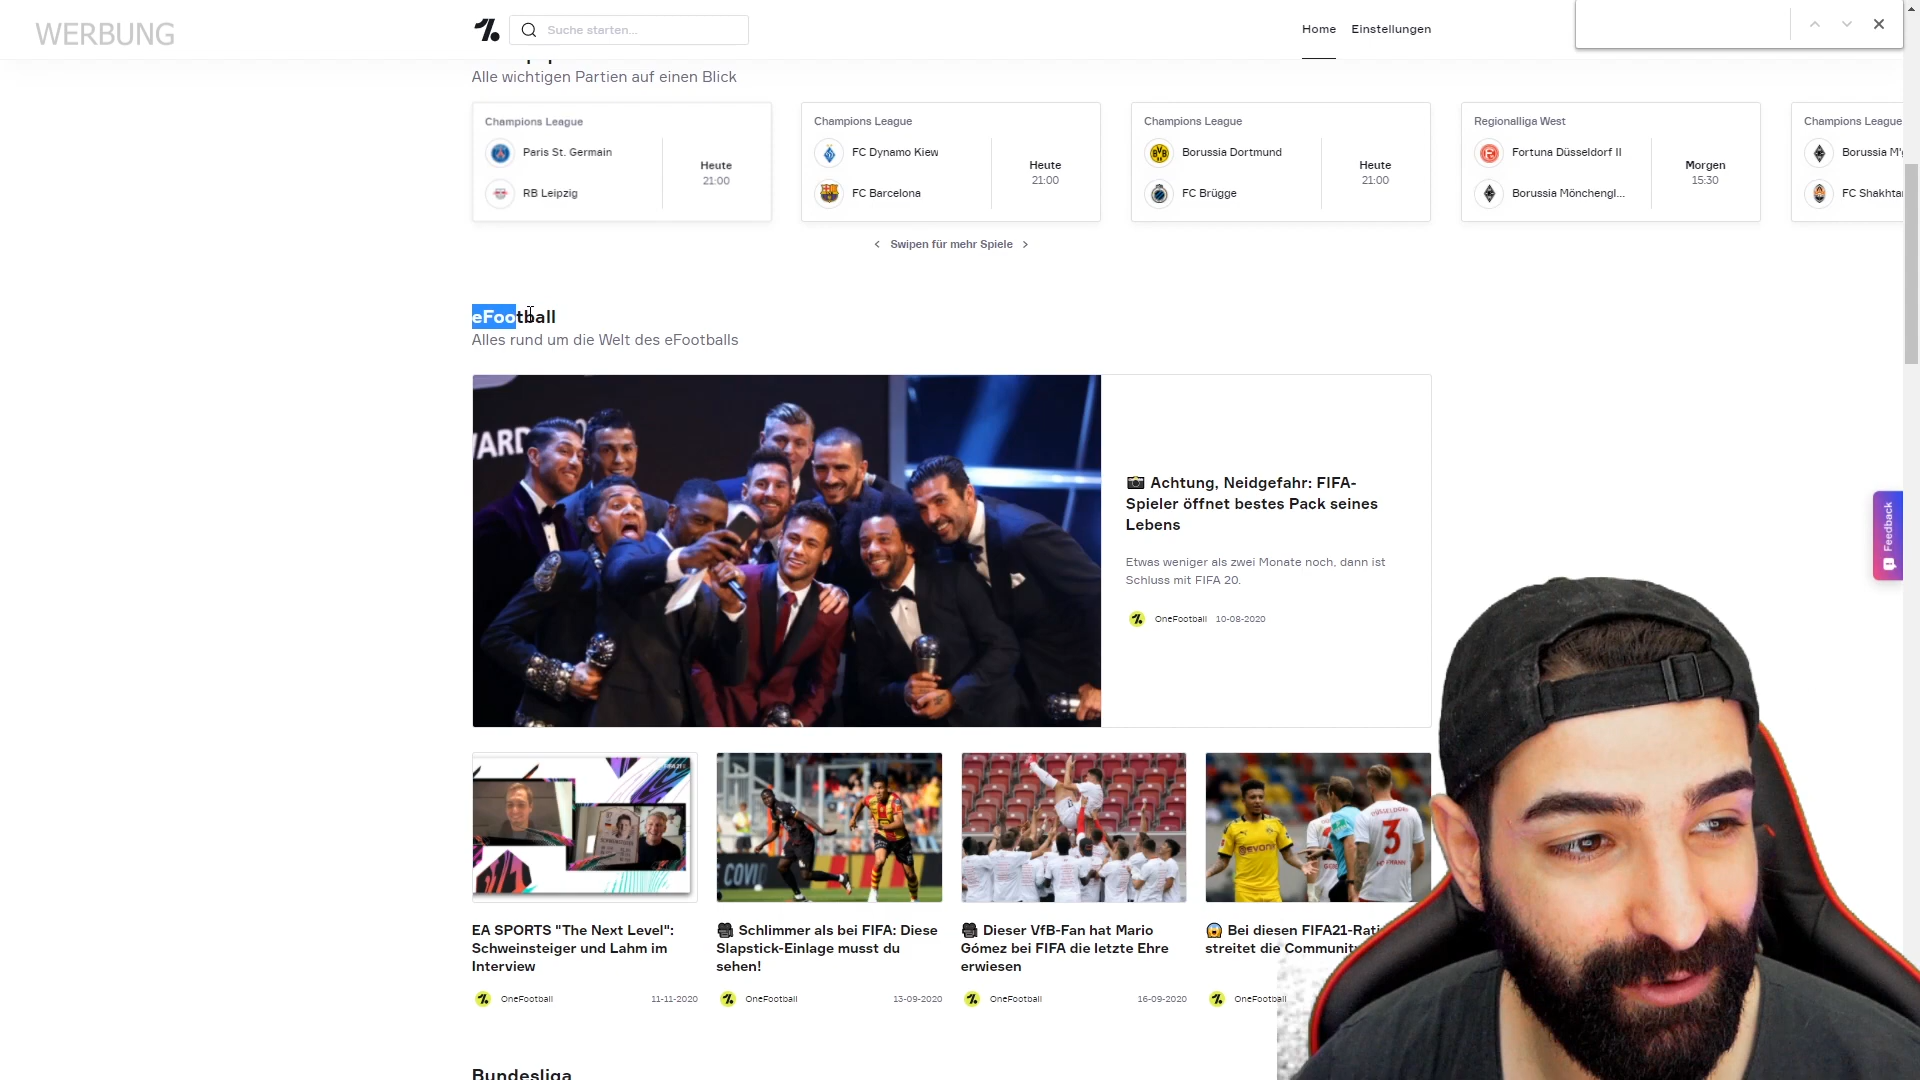 WERBUNG
Suche starten...
Home
Einstellungen
Alle wichtigen Partien auf einen Blick
Champions League
Paris St. Germain
RB Leipzig
Heute
21:00
Champions League
FC Dynamo Kiew
FC Barcelona
Heute
21:00
Champions League
Borussia Dortmund
FC Brügge
Heute
21:00
Regionalliga West
Fortuna Düsseldorf II
Borussia Mönchengl...
Morgen
15:30
Champions League
Borussia M'
FC Shakhta
Swipen für mehr Spiele
eFootball
Alles rund um die Welt des eFootballs
Achtung, Neidgefahr: FIFA-
Spieler öffnet bestes Pack seines
Lebens
Etwas weniger als zwei Monate noch, dann ist
Schluss mit FIFA 20.
OneFootball 10-08-2020
Feedback
EA SPORTS "The Next Level":
Schweinsteiger und Lahm im
Interview
OneFootball 11-11-2020
Schlimmer als bei FIFA: Diese
Slapstick-Einlage musst du
sehen!
OneFootball 13-09-2020
Dieser VfB-Fan hat Mario
Gómez bei FIFA die letzte Ehre
erwiesen
OneFootball 16-09-2020
Bei diesen FIFA21-Rati
streitet die Community
OneFootball
Bundesliga